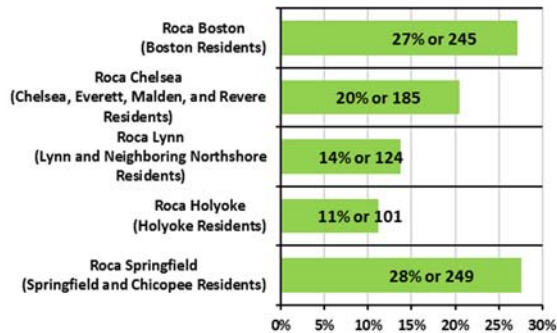 Roca Boston
(Boston Residents)
27% or 245
Roca Chelsea
(Chelsea, Everett, Malden, and Revere
Residents)
20% or 185
Roca Lynn
(Lynn and Neighboring Northshore
Residents)
14% or 124
Roca Holyoke
(Holyoke Residents)
11% or 101
Roca Springfield
(Springfield and Chicopee Residents)
28% or 249
0% 5% 10% 15% 20% 25% 30%